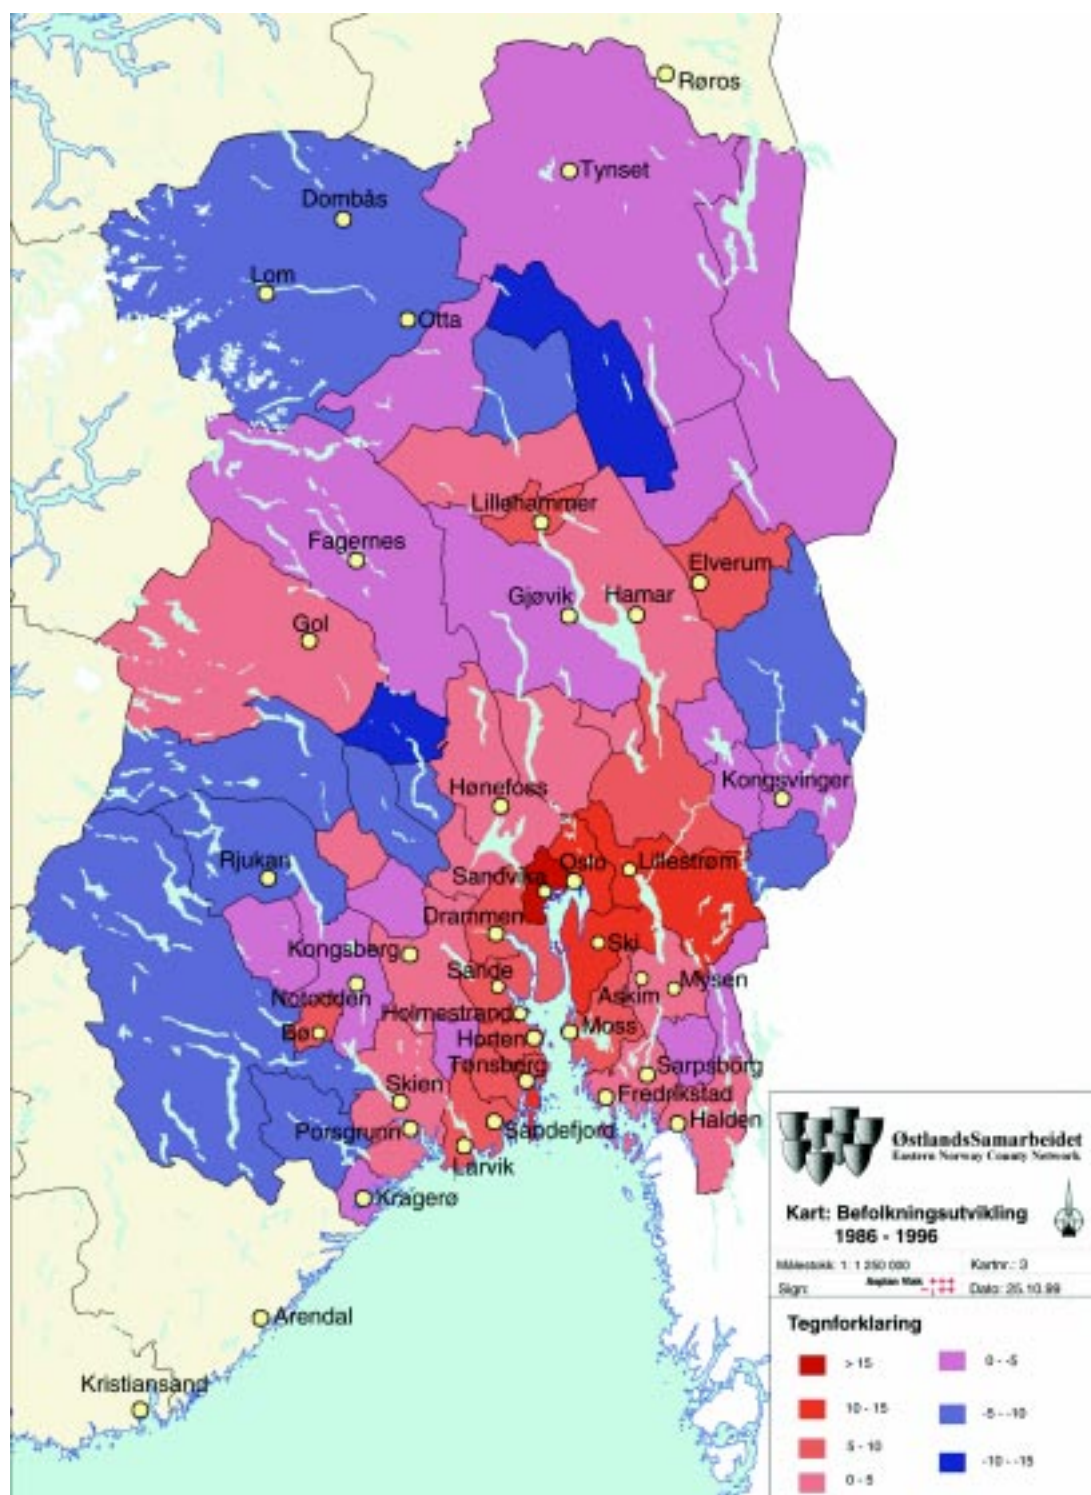 Røros
Tynset
Dombås
Lom
Otta
Lillehammer
Fagernes
Elverum
Gjøvik
Hamar
Gol
Kongsvinger
Hønefoss
Rjukan
Sandvika
Oslo
Lillestrøm
Drammen
Kongsberg
Ski
Sande
Mysen
Notodden
Askim
Holmestrand
Bø
Horten
Moss
Tønsberg
Sarpsborg
Skien
Fredrikstad
Porsgrunn
Sandefjord
Halden
Larvik
Kragerø
Arendal
Kristiansand
ØstlandsSamarbeidet
Eastern Norway County Network
Kart: Befolkningsutvikling
1986 - 1996
Målestokk: 1: 1 250 000
Kartnr.: 3
Sign:
Asplan Viak
Dato: 25.10.99
Tegnforklaring
> 15
10 - 15
5 - 10
0 - 5
0 - -5
-5 - -10
-10 - -15